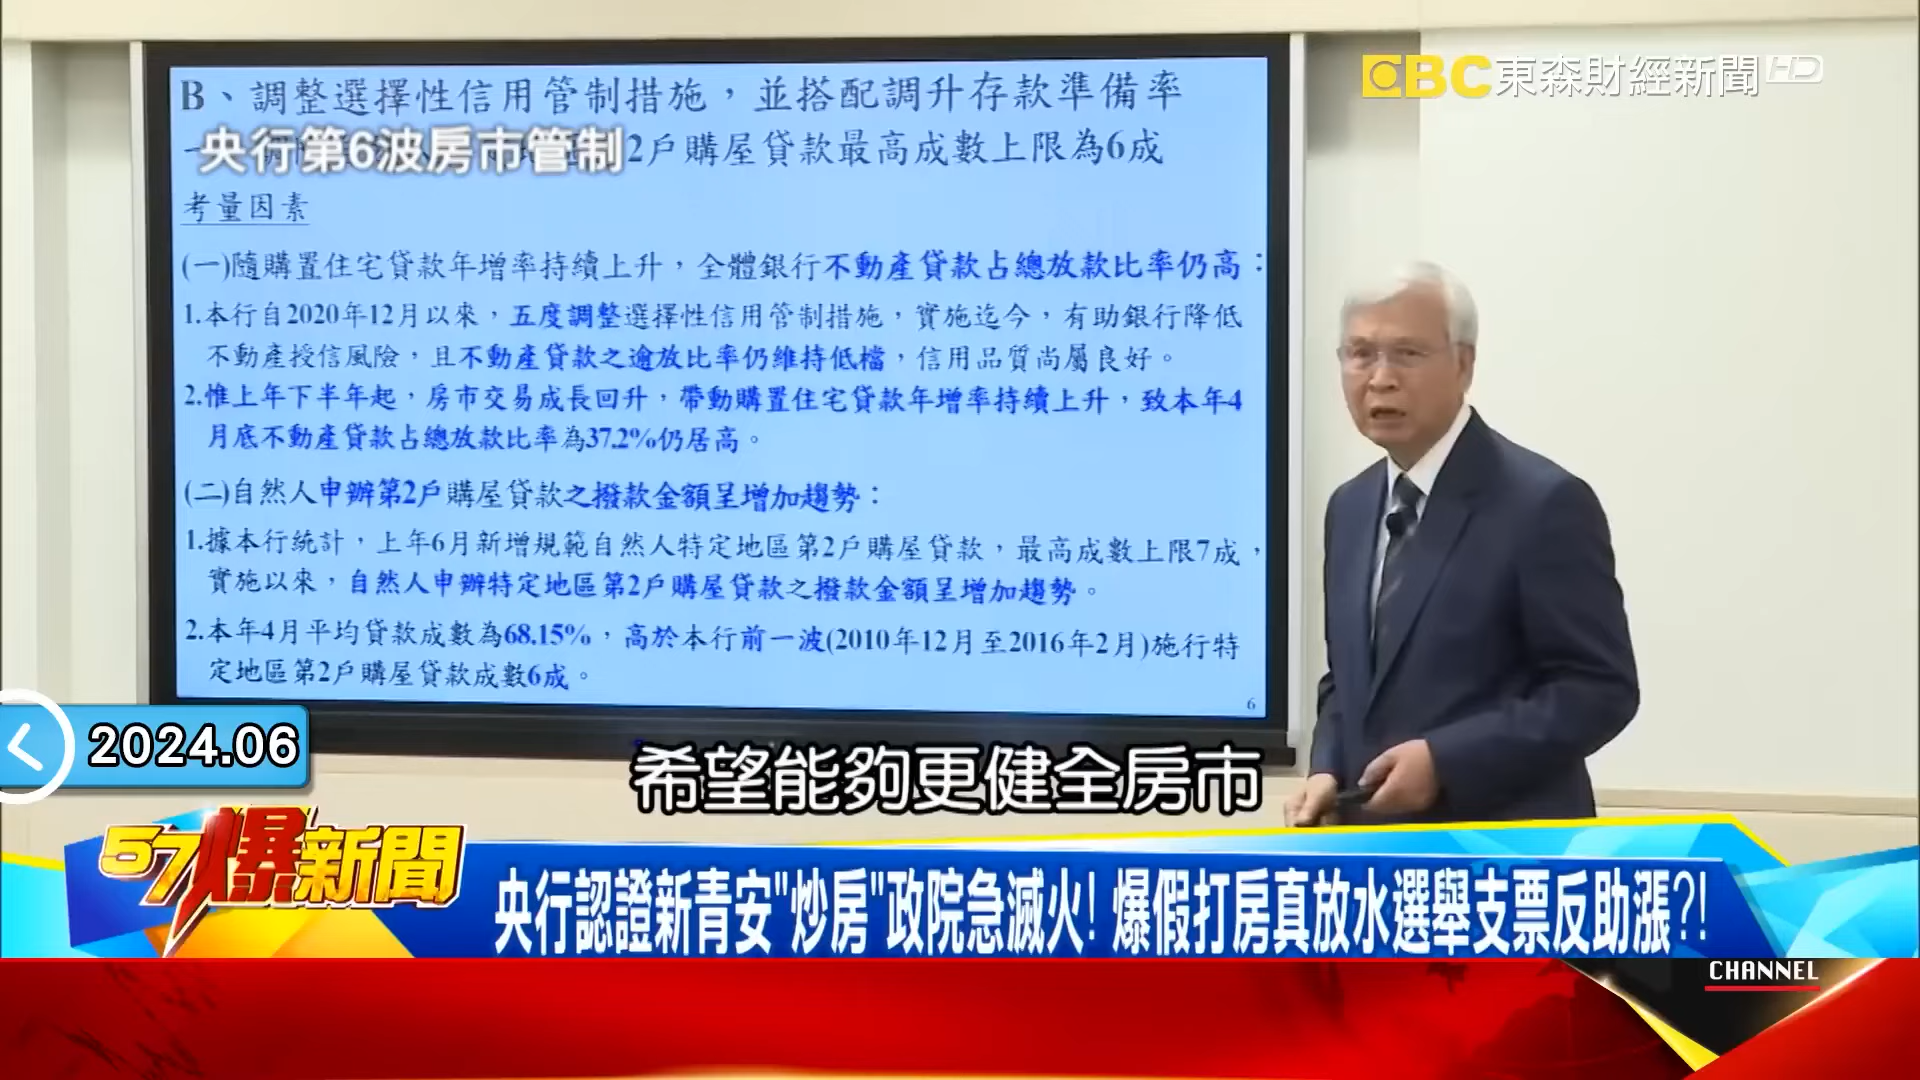 EBC 東森財經新聞 HD
B、調整選擇性信用管制措施，並搭配調升存款準備率
央行第6波房市管制
2戶購屋貸款最高成數上限為6成
考量因素
(一)隨購置住宅貸款年增率持續上升，全體銀行不動產貸款占總放款比率仍高：
1.本行自2020年12月以來，五度調整選擇性信用管制措施，實施迄今，有助銀行降低
不動產授信風險，且不動產貸款之逾放比率仍維持低檔，信用品質尚屬良好。
2.惟上年下半年起，房市交易成長回升，帶動購置住宅貸款年增率持續上升，致本年4
月底不動產貸款占總放款比率為37.2%仍居高。
(二)自然人申辦第2戶購屋貸款之撥款金額呈增加趨勢：
1.據本行統計，上年6月新增規範自然人特定地區第2戶購屋貸款，最高成數上限7成，
實施以來，自然人申辦特定地區第2戶購屋貸款之撥款金額呈增加趨勢。
2.本年4月平均貸款成數為68.15%，高於本行前一波(2010年12月至2016年2月)施行特
定地區第2戶購屋貸款成數6成。
6
2024.06
希望能夠更健全房市
57爆新聞
央行認證新青安"炒房"政院急滅火! 爆假打房真放水選舉支票反助漲?!
CHANNEL